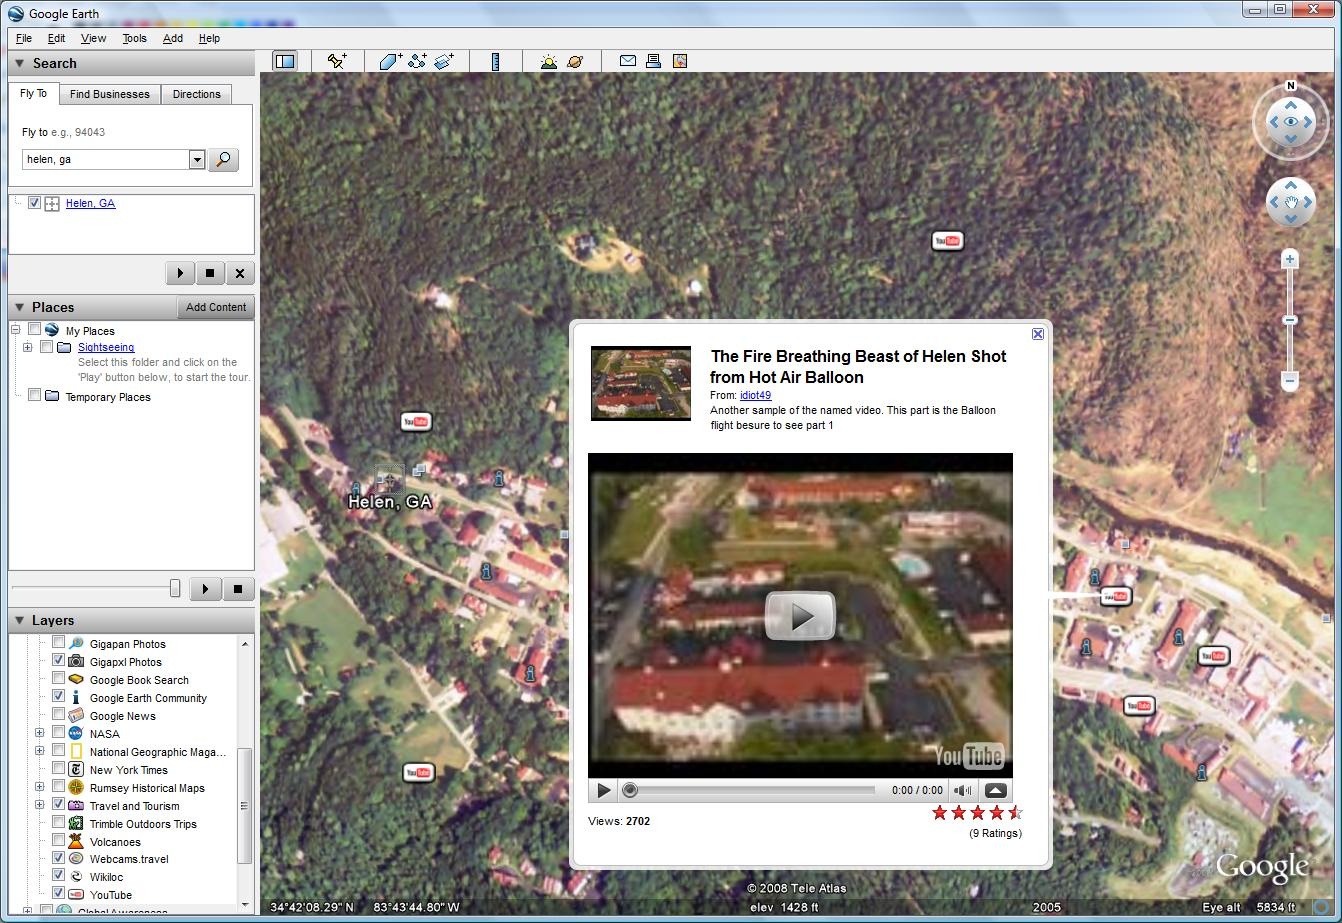 Google Earth
File Edit View Tools Add Help
Search
Fly To Find Businesses Directions
Fly to e.g., 94043
helen, ga
Helen, GA
Places Add Content
My Places
Sightseeing
Select this folder and click on the
'Play' button below, to start the tour.
Temporary Places
Layers
Gigapan Photos
Gigapxl Photos
Google Book Search
Google Earth Community
Google News
NASA
National Geographic Maga...
New York Times
Rumsey Historical Maps
Travel and Tourism
Trimble Outdoors Trips
Volcanoes
Webcams.travel
Wikiloc
YouTube
Global Awareness
N
YouTube
YouTube
Helen, GA
The Fire Breathing Beast of Helen Shot
from Hot Air Balloon
From: idiot49
Another sample of the named video. This part is the Balloon
flight besure to see part 1
YouTube
0:00 / 0:00
Views: 2702
(9 Ratings)
YouTube
YouTube
YouTube
YouTube
Google
© 2008 Tele Atlas
34°42'08.29" N 83°43'44.80" W elev 1428 ft 2005 Eye alt 5834 ft